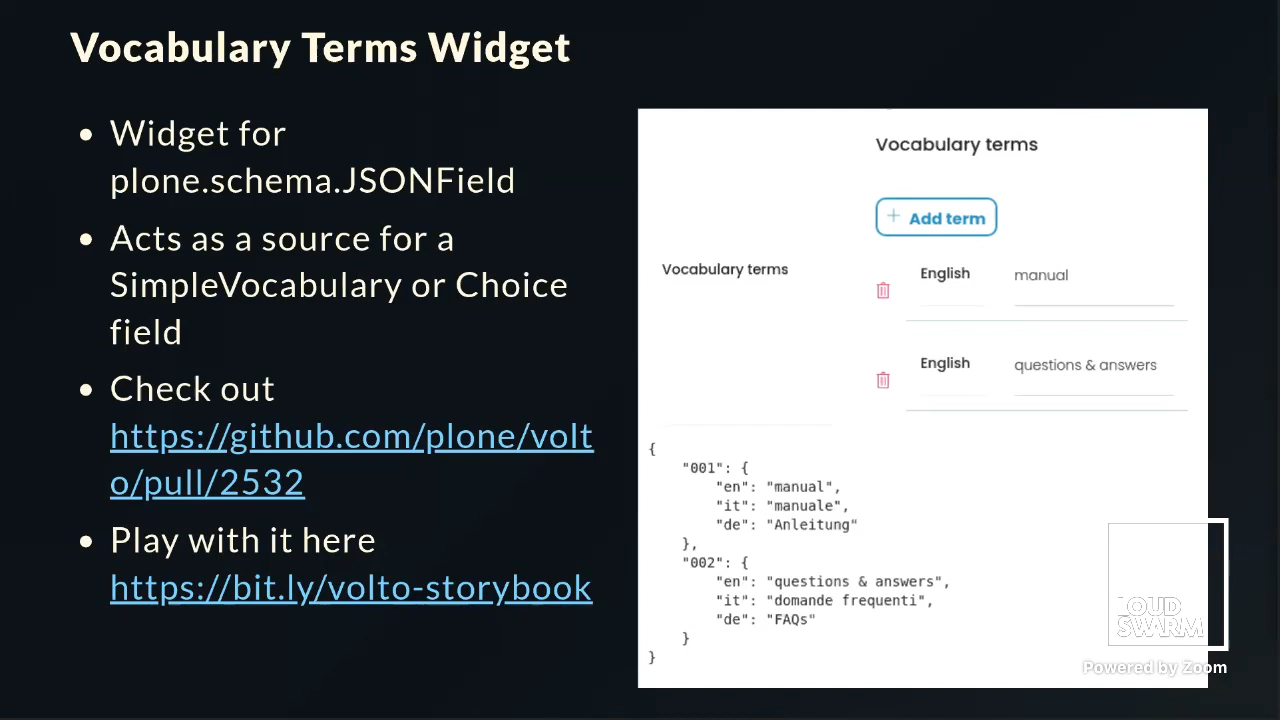 Vocabulary Terms Widget
Widget for
plone.schema.JSONField
Acts as a source for a
SimpleVocabulary or Choice
field
Check out
https://github.com/plone/volt
o/pull/2532
Play with it here
https://bit.ly/volto-storybook
Vocabulary terms
+ Add term
Vocabulary terms
English manual
English questions & answers
{
    "001": {
        "en": "manual",
        "it": "manuale",
        "de": "Anleitung"
    },
    "002": {
        "en": "questions & answers",
        "it": "domande frequenti",
        "de": "FAQs"
    }
}
LOUD
SWARM
Powered by Zoom